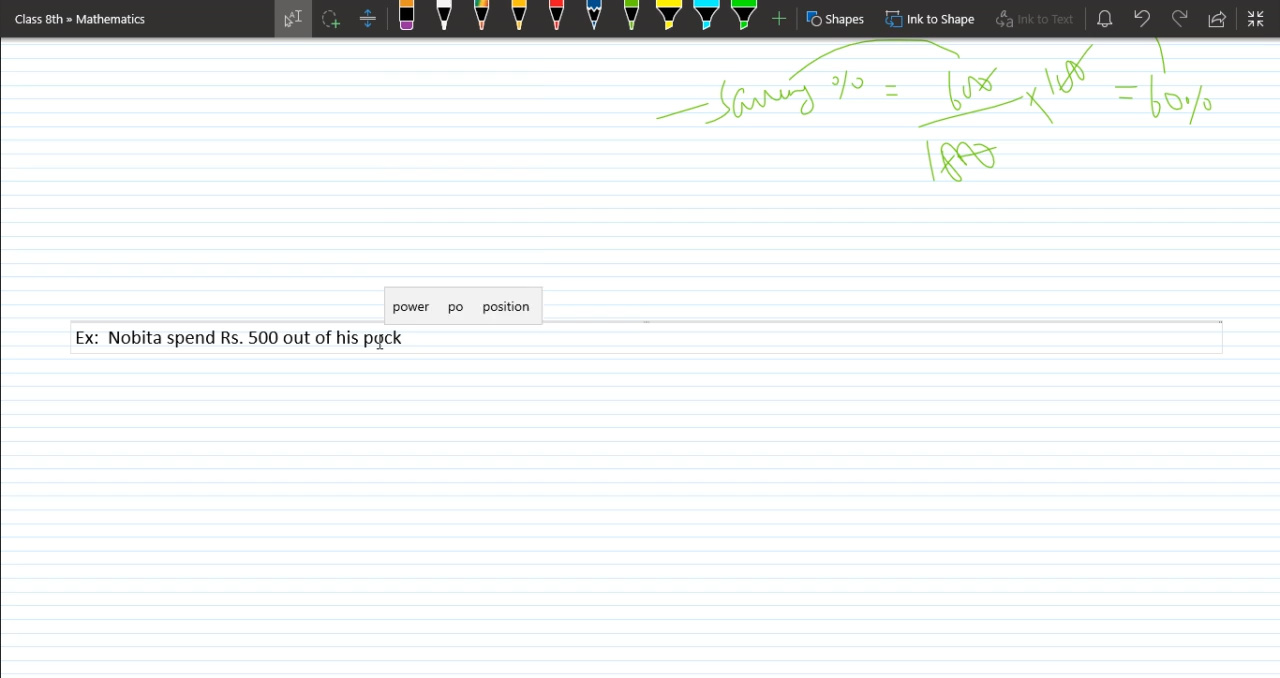 Class 8th » Mathematics
Shapes
Ink to Shape
Ink to Text
Saving % = 600 × 100 = 60%
1000
power po position
Ex: Nobita spend Rs. 500 out of his pock